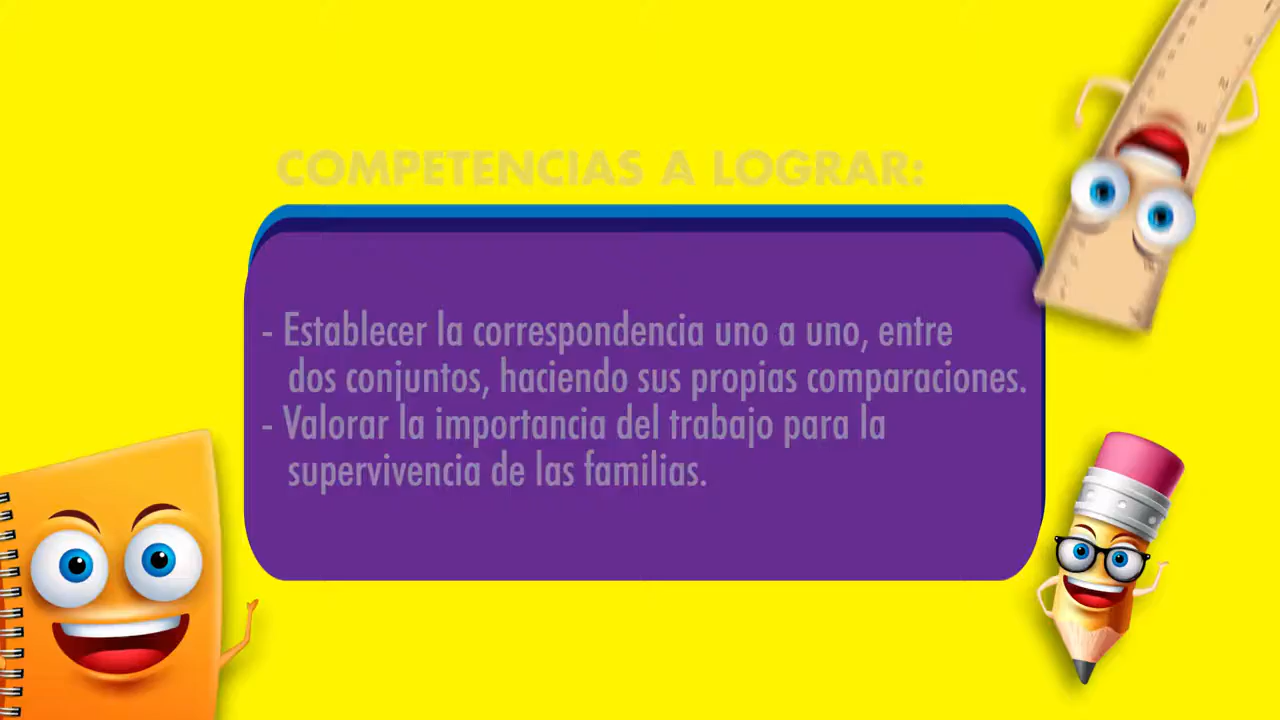 COMPETENCIAS A LOGRAR:
- Establecer la correspondencia uno a uno, entre
dos conjuntos, haciendo sus propias comparaciones.
- Valorar la importancia del trabajo para la
supervivencia de las familias.